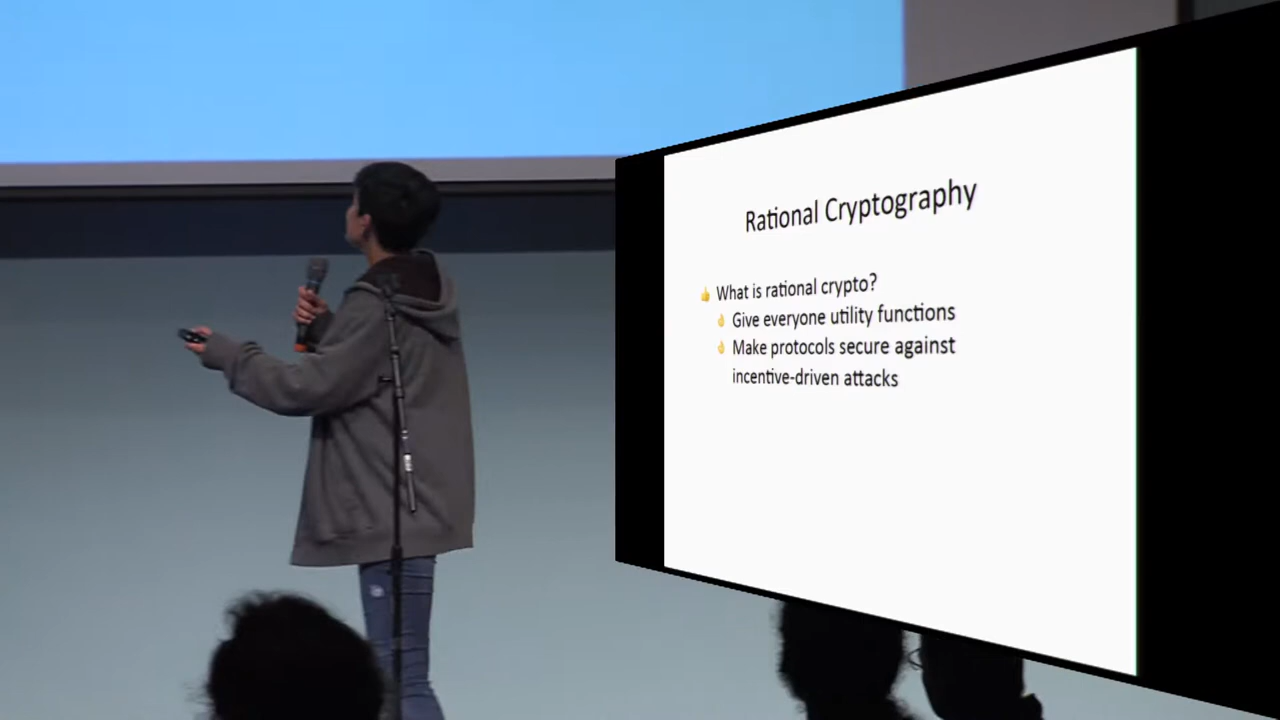 Rational Cryptography
What is rational crypto?
Give everyone utility functions
Make protocols secure against
incentive-driven attacks